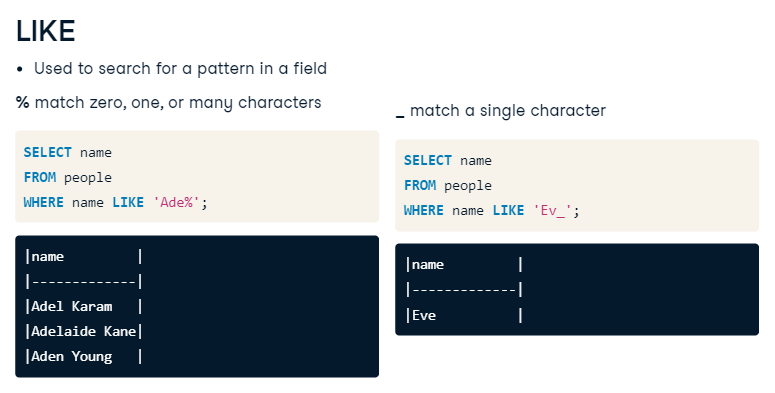 LIKE
• Used to search for a pattern in a field
% match zero, one, or many characters
SELECT name
FROM people
WHERE name LIKE 'Ade%';
|name         |
|-------------|
|Adel Karam   |
|Adelaide Kane|
|Aden Young   |
_ match a single character
SELECT name
FROM people
WHERE name LIKE 'Ev_';
|name         |
|-------------|
|Eve          |